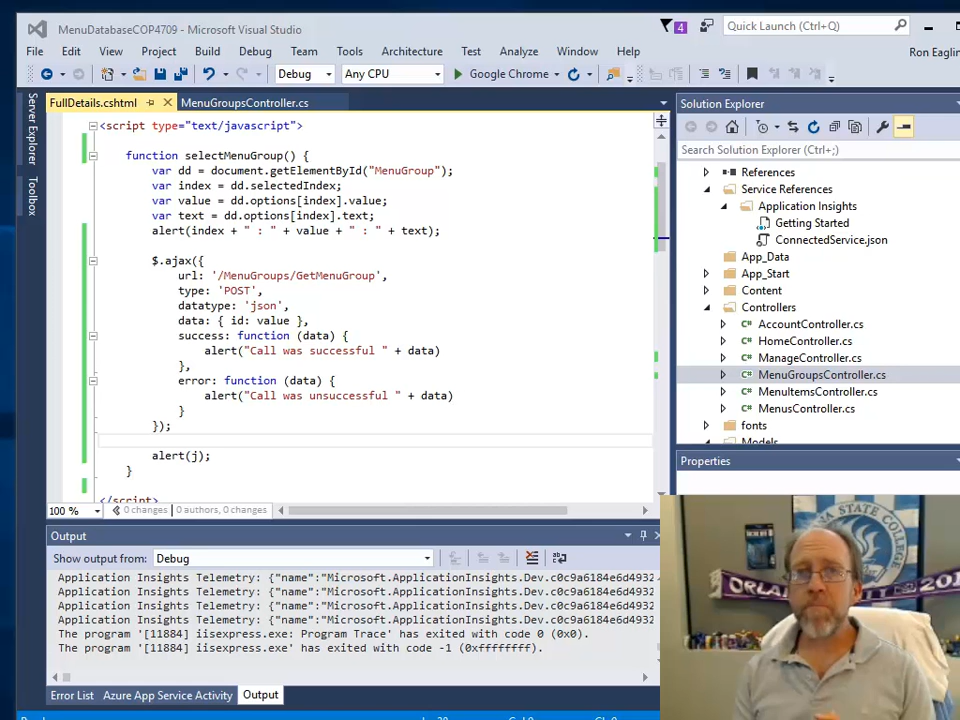 MenuDatabaseCOP4709 - Microsoft Visual Studio
4
Quick Launch (Ctrl+Q)
File Edit View Project Build Debug Team Tools Architecture Test Analyze Window Help
Ron Eaglin
Debug Any CPU Google Chrome
Server Explorer
Toolbox
FullDetails.cshtml
MenuGroupsController.cs
<script type="text/javascript">
function selectMenuGroup() {
var dd = document.getElementById("MenuGroup");
var index = dd.selectedIndex;
var value = dd.options[index].value;
var text = dd.options[index].text;
alert(index + " : " + value + " : " + text);
$.ajax({
url: '/MenuGroups/GetMenuGroup',
type: 'POST',
datatype: 'json',
data: { id: value },
success: function (data) {
alert("Call was successful " + data)
},
error: function (data) {
alert("Call was unsuccessful " + data)
}
});
alert(j);
}
</script>
100 %
0 changes | 0 authors, 0 changes
Solution Explorer
Search Solution Explorer (Ctrl+;)
References
Service References
Application Insights
Getting Started
ConnectedService.json
App_Data
App_Start
Content
Controllers
AccountController.cs
HomeController.cs
ManageController.cs
MenuGroupsController.cs
MenuItemsController.cs
MenusController.cs
fonts
Models
Properties
Output
Show output from: Debug
Application Insights Telemetry: {"name":"Microsoft.ApplicationInsights.Dev.c0c9a6184e6d4932
Application Insights Telemetry: {"name":"Microsoft.ApplicationInsights.Dev.c0c9a6184e6d4932
Application Insights Telemetry: {"name":"Microsoft.ApplicationInsights.Dev.c0c9a6184e6d4932
Application Insights Telemetry: {"name":"Microsoft.ApplicationInsights.Dev.c0c9a6184e6d4932
The program '[11884] iisexpress.exe: Program Trace' has exited with code 0 (0x0).
The program '[11884] iisexpress.exe' has exited with code -1 (0xffffffff).
Error List Azure App Service Activity Output
STATE COLLEGE